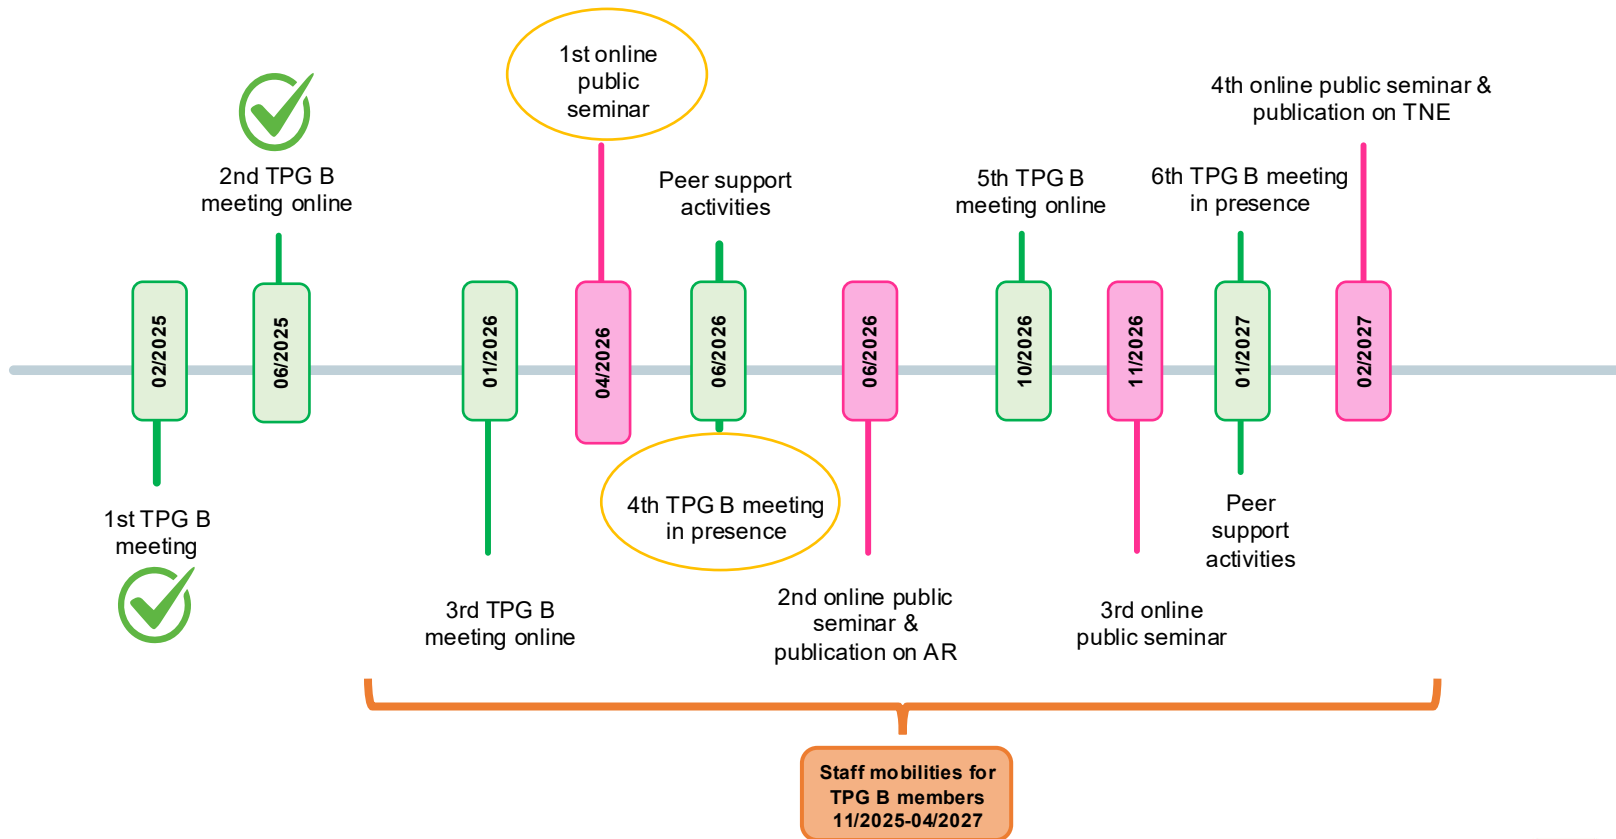 1st online
public
seminar
4th online public seminar &
publication on TNE
2nd TPG B
meeting online
Peer support
activities
5th TPG B
meeting online
6th TPG B meeting
in presence
02/2025
06/2025
01/2026
04/2026
06/2026
06/2026
10/2026
11/2026
01/2027
02/2027
1st TPG B
meeting
4th TPG B meeting
in presence
Peer
support
activities
3rd TPG B
meeting online
2nd online public
seminar &
publication on AR
3rd online
public seminar
Staff mobilities for
TPG B members
11/2025-04/2027